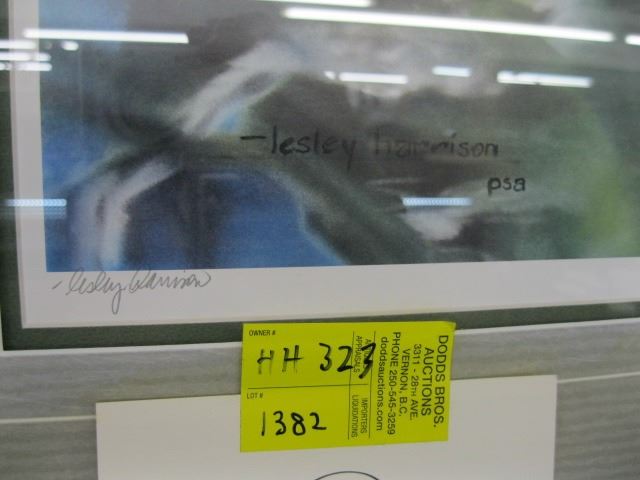 -lesley harrison
psa
-Lesley Harrison
OWNER #
HH 323
LOT #
1382
APPRAISALS
IMPORTERS
LIQUIDATIONS
DODDS BROS.
AUCTIONS
3311 - 28TH AVE.
VERNON, B.C.
PHONE 250-545-3259
doddsauctions.com